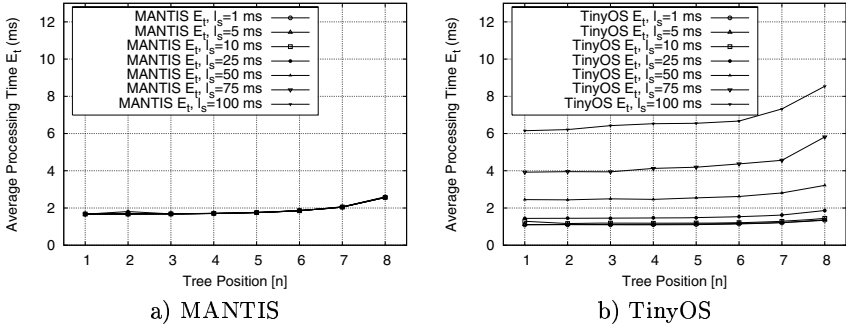 Average Processing Time E_t (ms)
12
10
8
6
4
2
0
MANTIS E_t, l_s=1 ms
MANTIS E_t, l_s=5 ms
MANTIS E_t, l_s=10 ms
MANTIS E_t, l_s=25 ms
MANTIS E_t, l_s=50 ms
MANTIS E_t, l_s=75 ms
MANTIS E_t, l_s=100 ms
1 2 3 4 5 6 7 8
Tree Position [n]
a) MANTIS
Average Processing Time E_t (ms)
12
10
8
6
4
2
0
TinyOS E_t, l_s=1 ms
TinyOS E_t, l_s=5 ms
TinyOS E_t, l_s=10 ms
TinyOS E_t, l_s=25 ms
TinyOS E_t, l_s=50 ms
TinyOS E_t, l_s=75 ms
TinyOS E_t, l_s=100 ms
1 2 3 4 5 6 7 8
Tree Position [n]
b) TinyOS